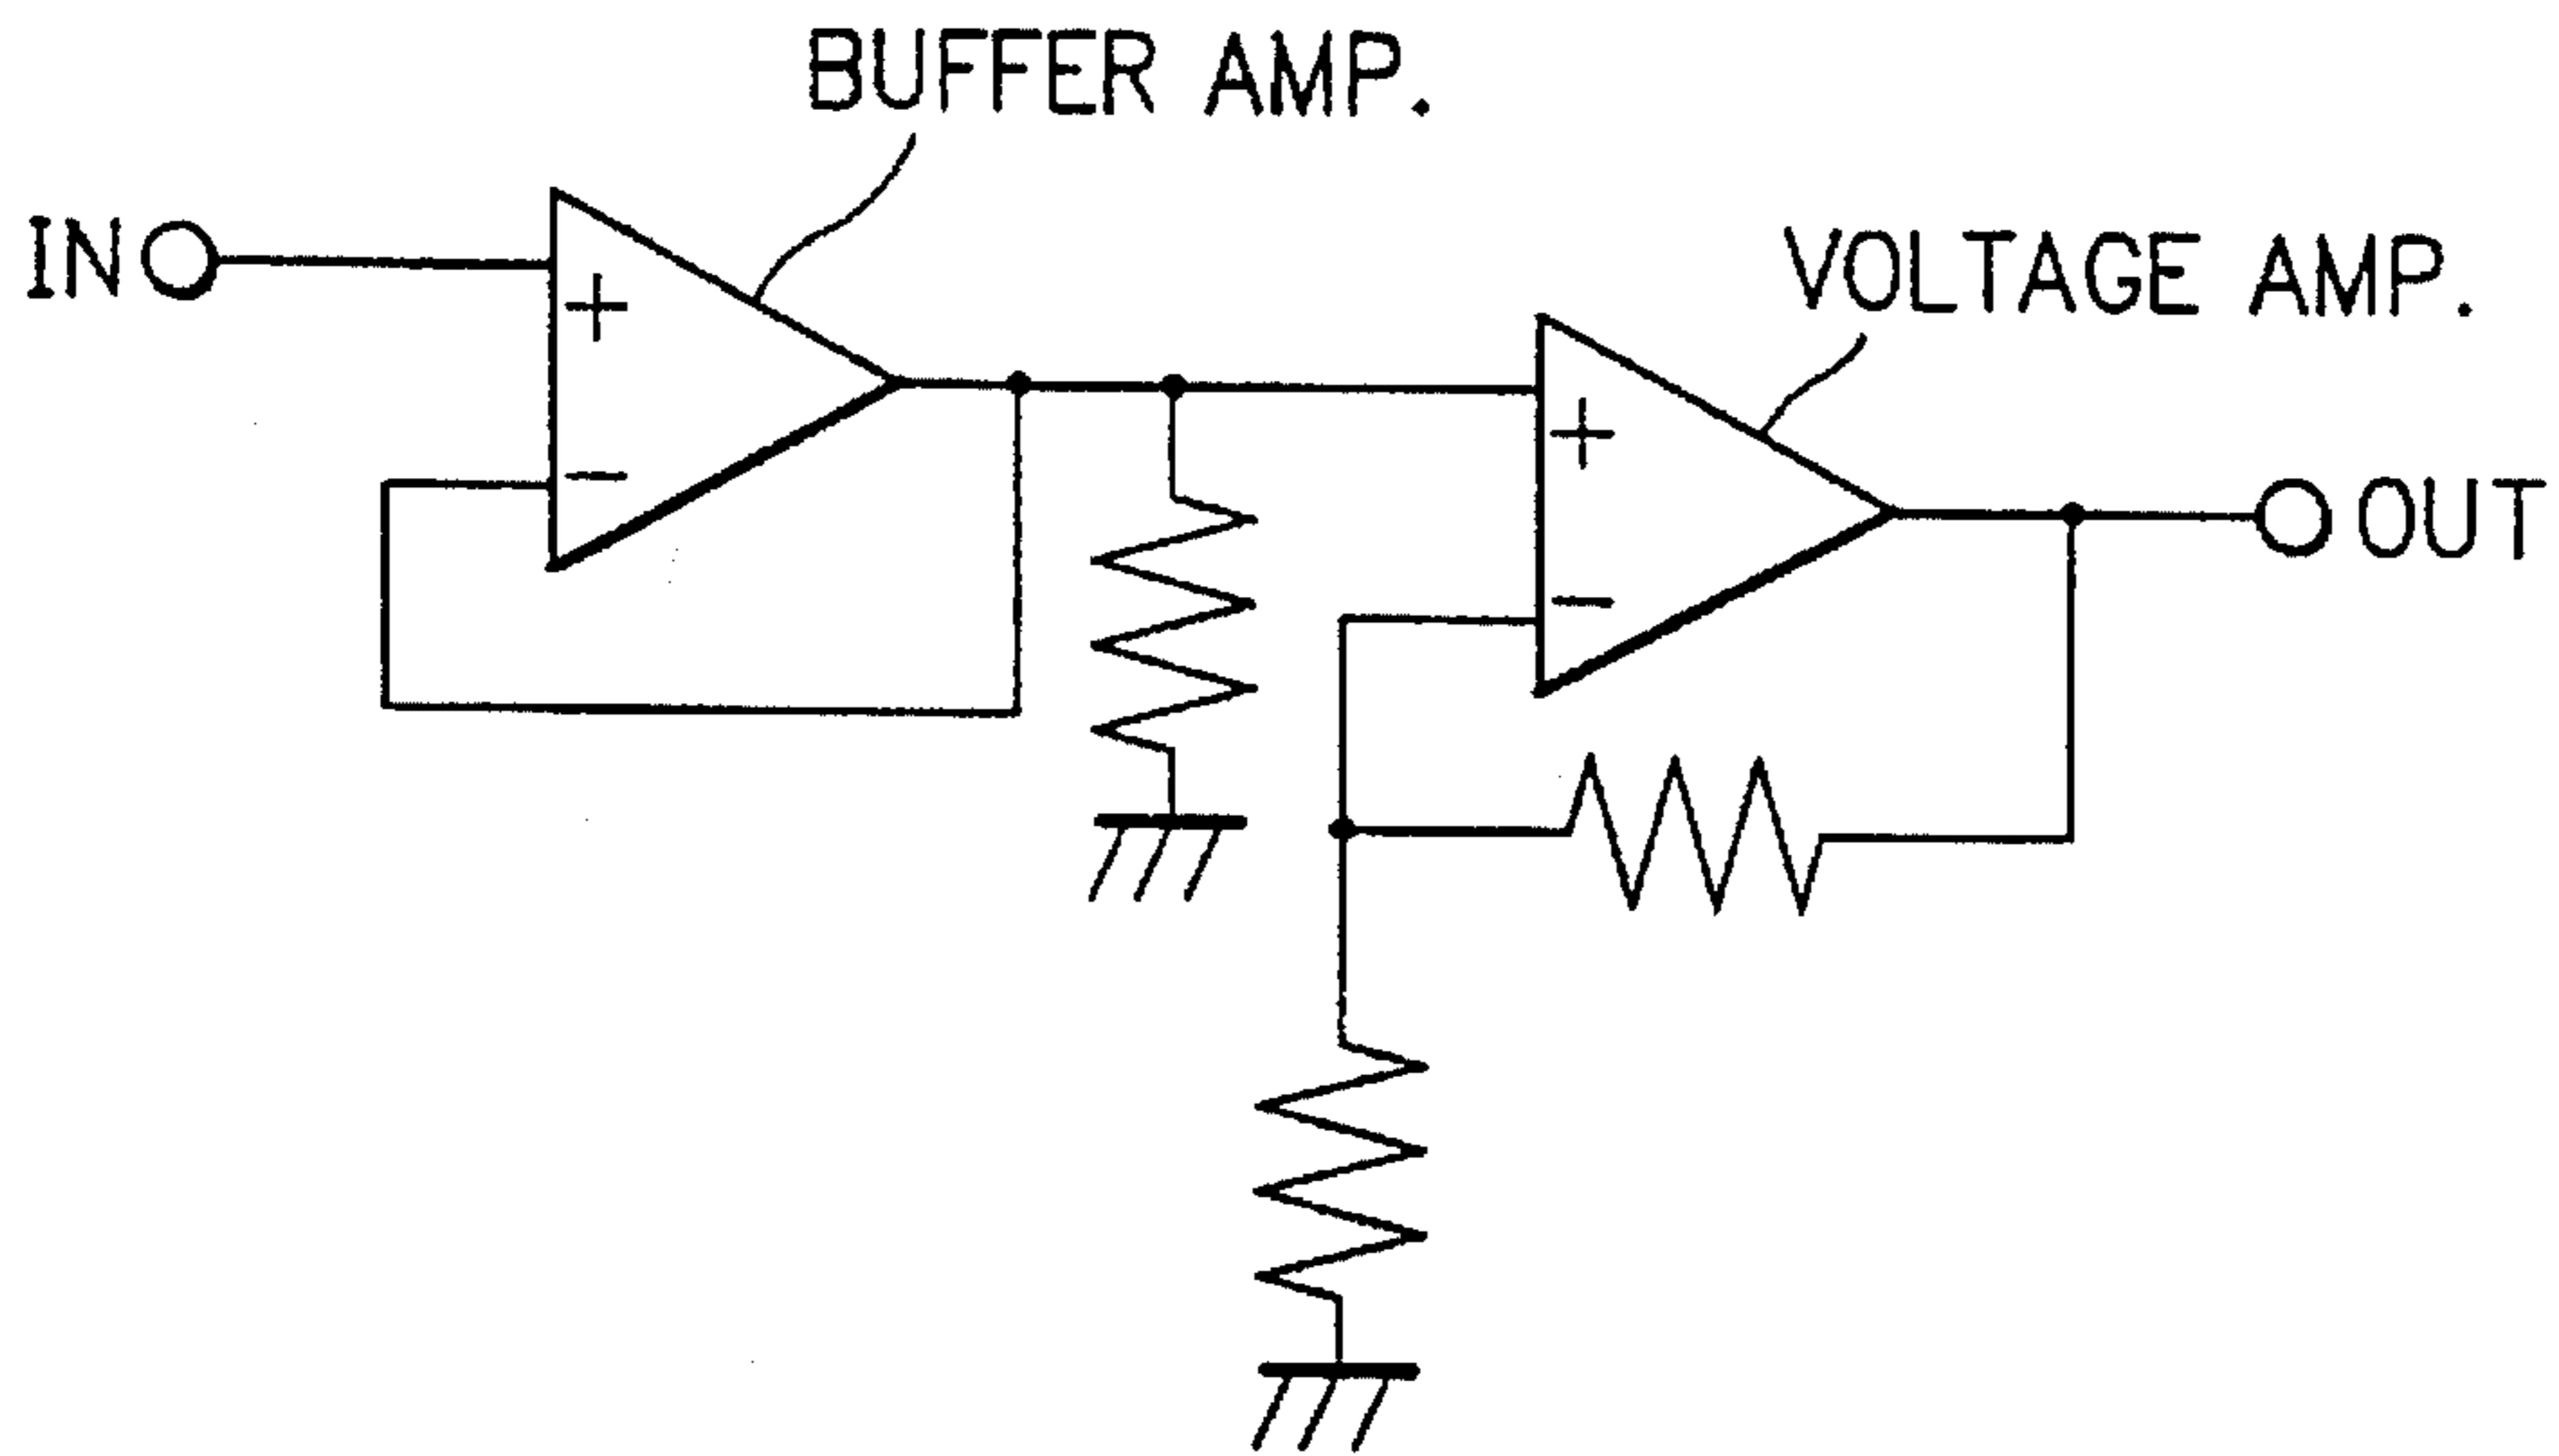 BUFFER AMP.
IN
+
-
VOLTAGE AMP.
+
-
OUT